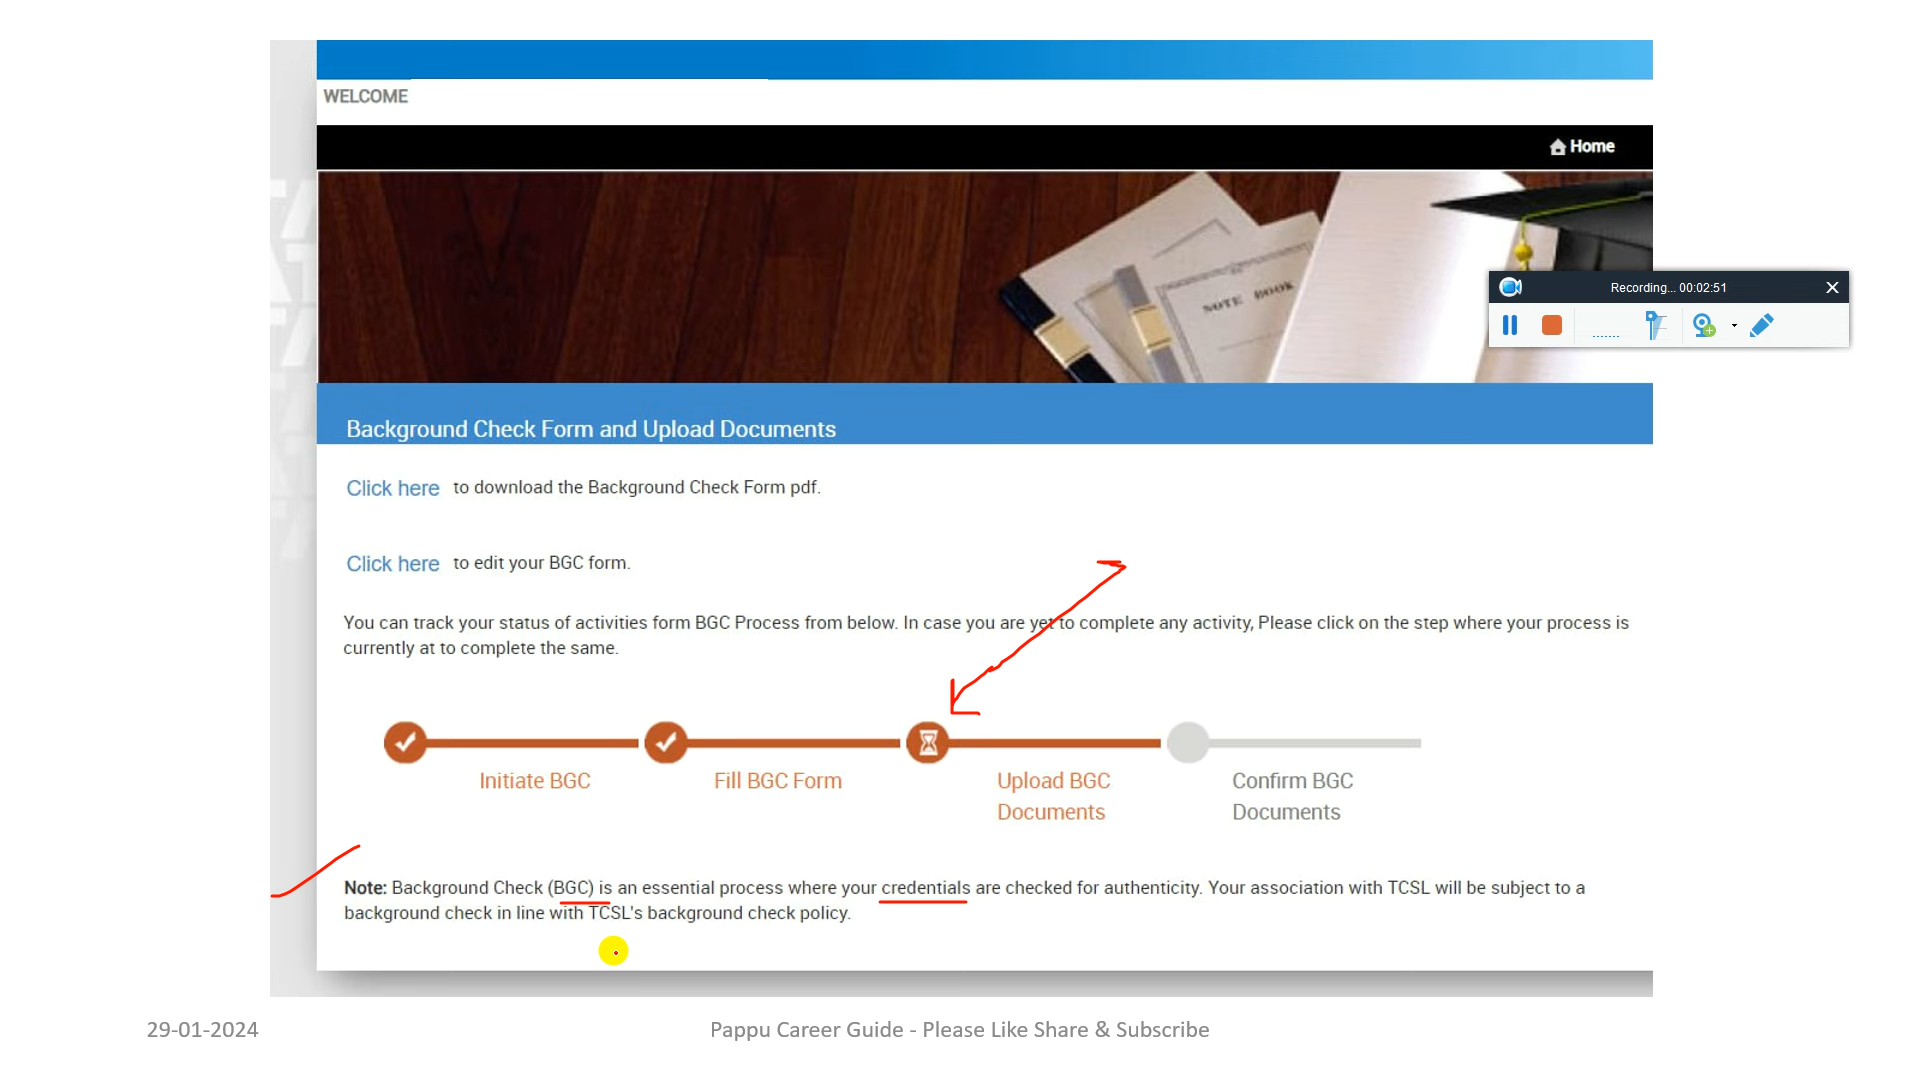 WELCOME
Home
NOTE BOOK
Recording... 00:02:51
Background Check Form and Upload Documents
Click here to download the Background Check Form pdf.
Click here to edit your BGC form.
You can track your status of activities form BGC Process from below. In case you are yet to complete any activity, Please click on the step where your process is
currently at to complete the same.
Initiate BGC
Fill BGC Form
Upload BGC
Documents
Confirm BGC
Documents
Note: Background Check (BGC) is an essential process where your credentials are checked for authenticity. Your association with TCSL will be subject to a
background check in line with TCSL's background check policy.
29-01-2024
Pappu Career Guide - Please Like Share & Subscribe